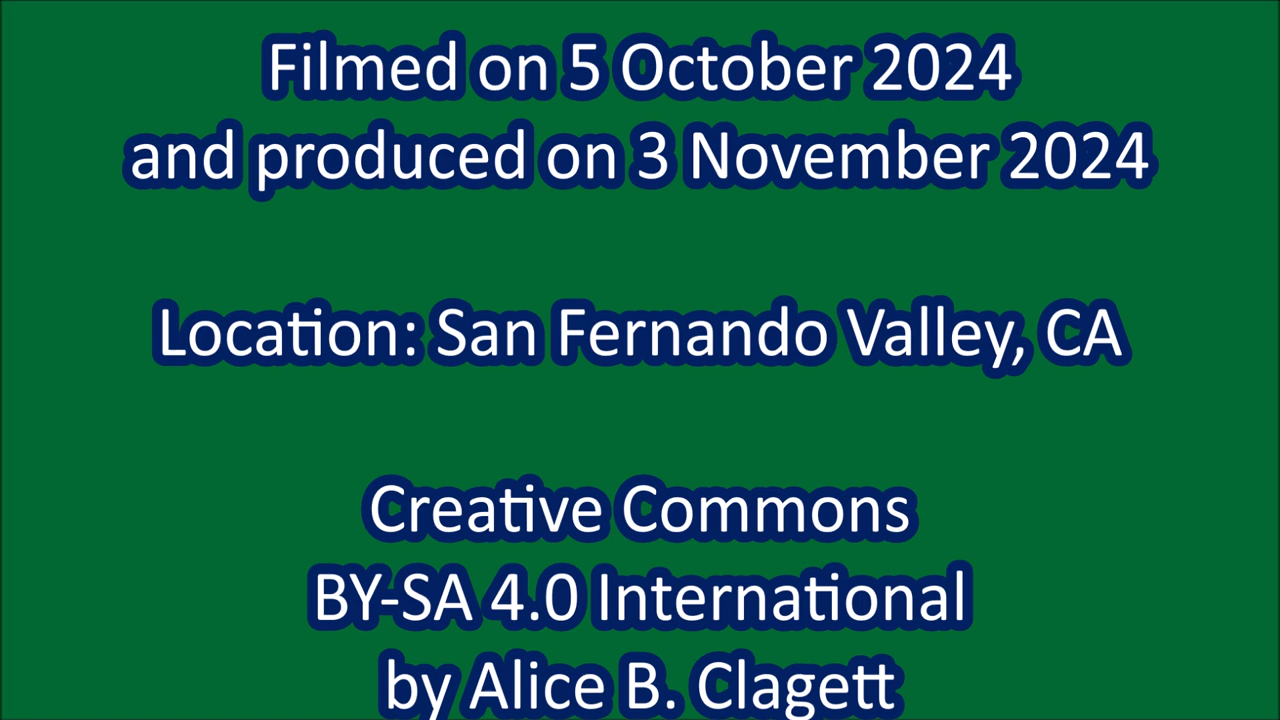 Filmed on 5 October 2024
and produced on 3 November 2024
Location: San Fernando Valley, CA
Creative Commons
BY-SA 4.0 International
by Alice B. Clagett